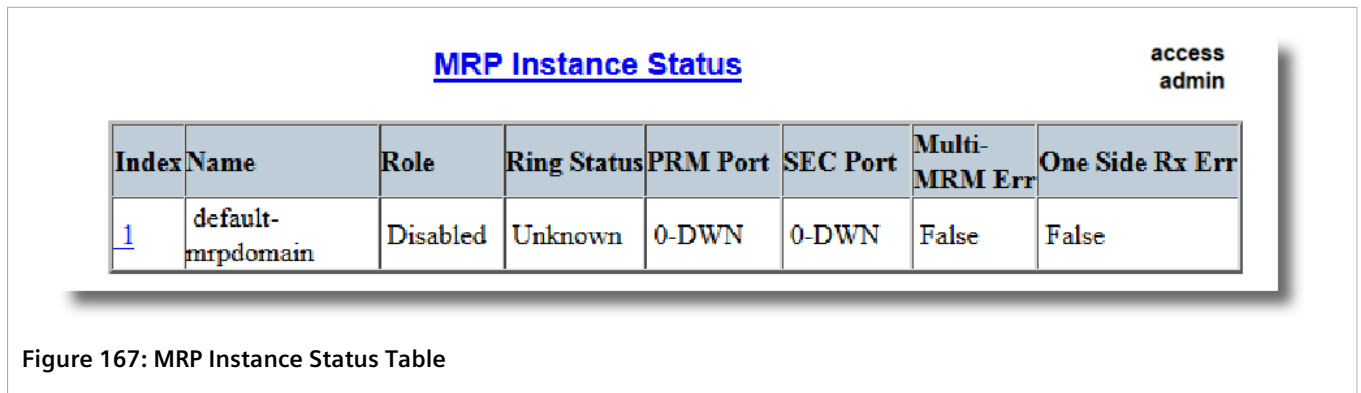 MRP Instance Status
access
admin
Index Name Role Ring Status PRM Port SEC Port Multi-MRM Err One Side Rx Err
1 default-mrpdomain Disabled Unknown 0-DWN 0-DWN False False
Figure 167: MRP Instance Status Table